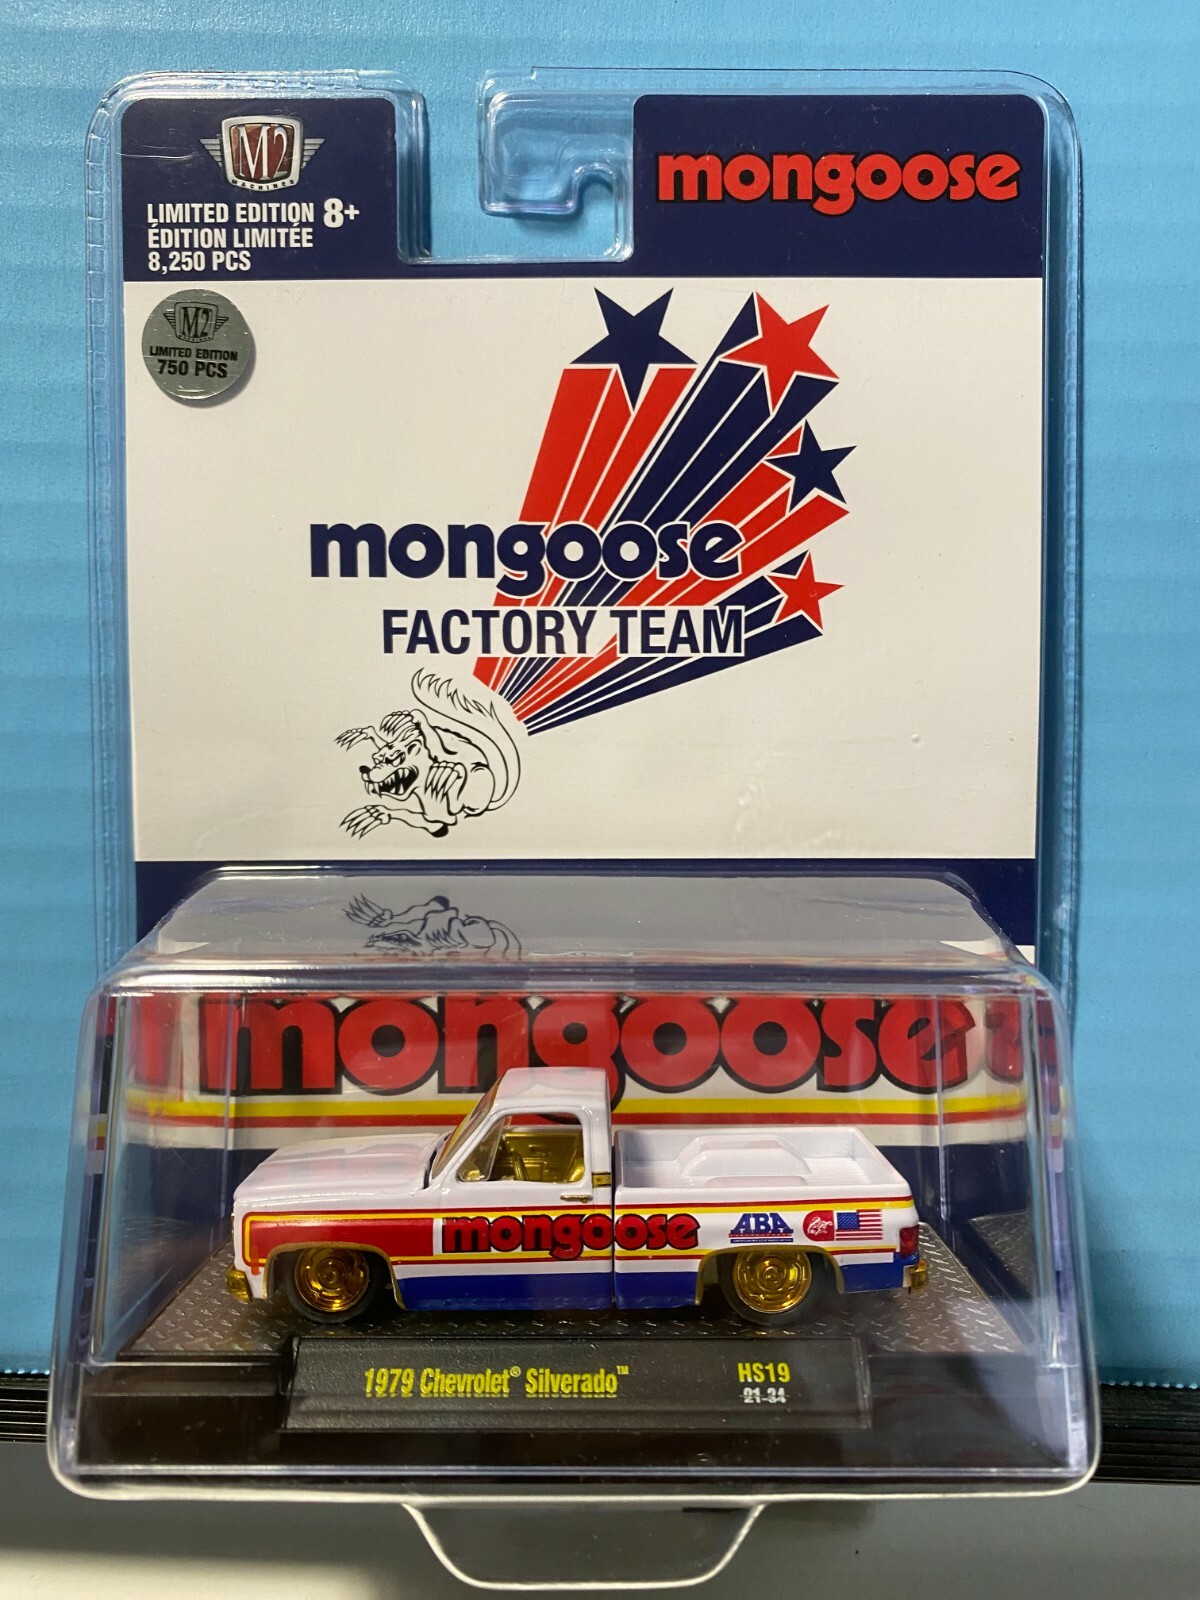 M2
MACHINES
LIMITED EDITION 8+
ÉDITION LIMITÉE
8,250 PCS
mongoose
M2
LIMITED EDITION
750 PCS
mongoose
FACTORY TEAM
mongoose
mongoose
ABA
1979 Chevrolet® Silverado™
HS19
21-34